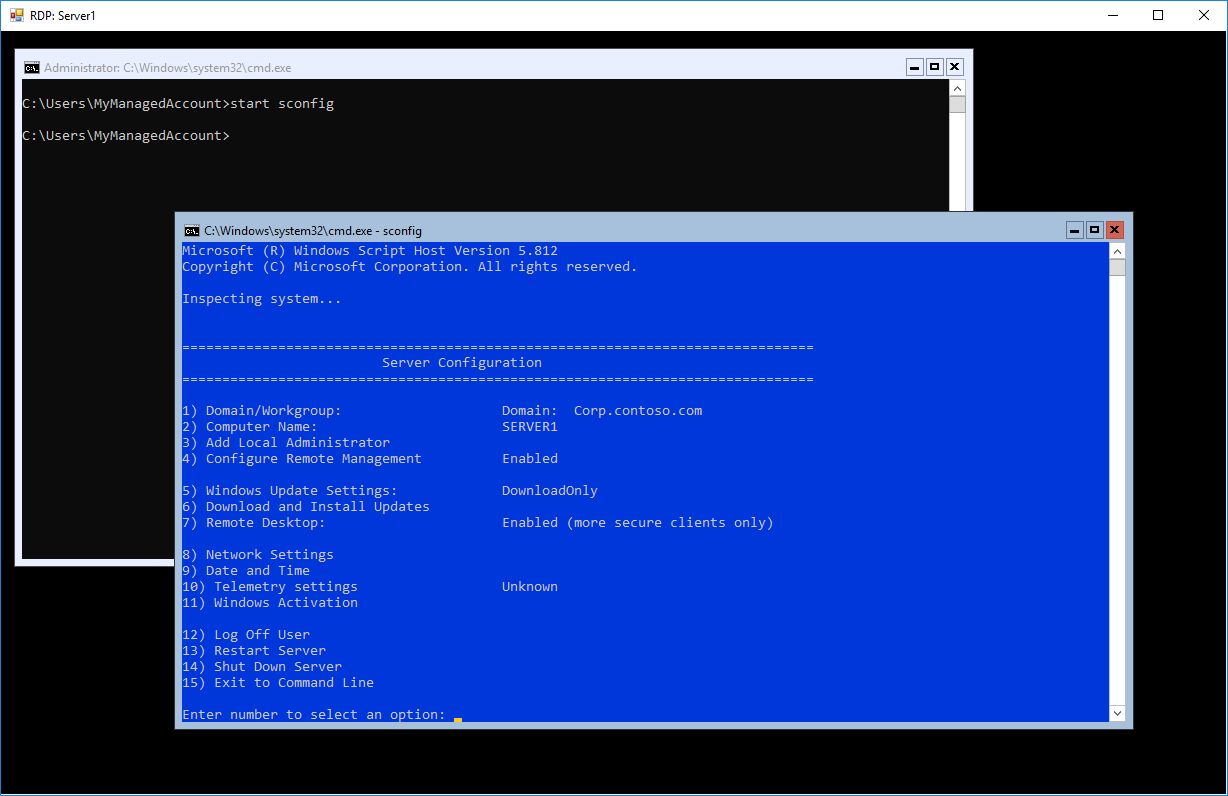 RDP: Server1
Administrator: C:\Windows\system32\cmd.exe
C:\Users\MyManagedAccount>start sconfig
C:\Users\MyManagedAccount>
C:\Windows\system32\cmd.exe - sconfig
Microsoft (R) Windows Script Host Version 5.812
Copyright (C) Microsoft Corporation. All rights reserved.
Inspecting system...
===============================================================================
Server Configuration
===============================================================================
1) Domain/Workgroup: Domain: Corp.contoso.com
2) Computer Name: SERVER1
3) Add Local Administrator
4) Configure Remote Management Enabled
5) Windows Update Settings: DownloadOnly
6) Download and Install Updates
7) Remote Desktop: Enabled (more secure clients only)
8) Network Settings
9) Date and Time
10) Telemetry settings Unknown
11) Windows Activation
12) Log Off User
13) Restart Server
14) Shut Down Server
15) Exit to Command Line
Enter number to select an option: